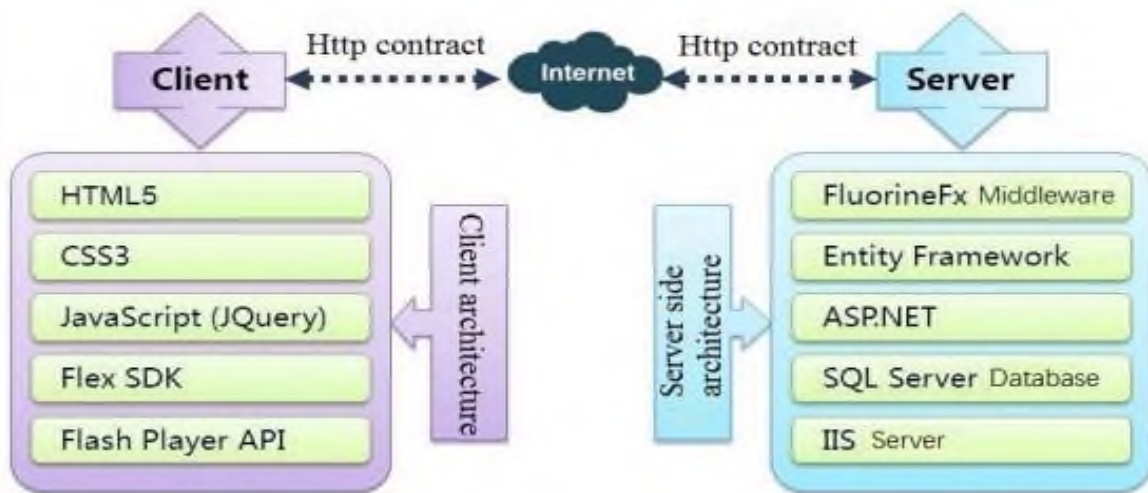 Http contract
Http contract
Client
Internet
Server
HTML5
CSS3
JavaScript (JQuery)
Flex SDK
Flash Player API
Client architecture
Server side
architecture
FluorineFx Middleware
Entity Framework
ASP.NET
SQL Server Database
IIS Server